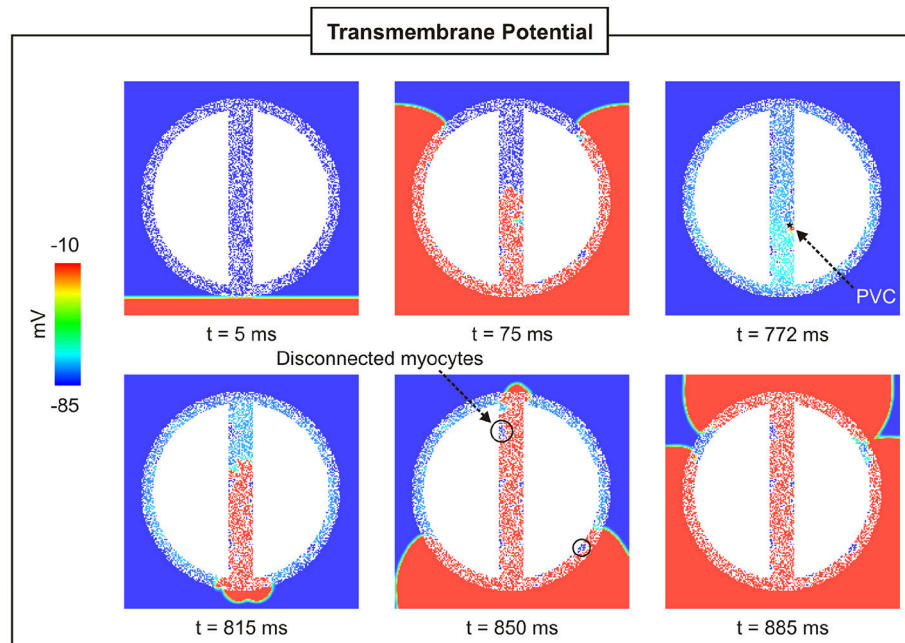 Transmembrane Potential
-10
mV
-85
PVC
t = 5 ms
t = 75 ms
t = 772 ms
Disconnected myocytes
t = 815 ms
t = 850 ms
t = 885 ms